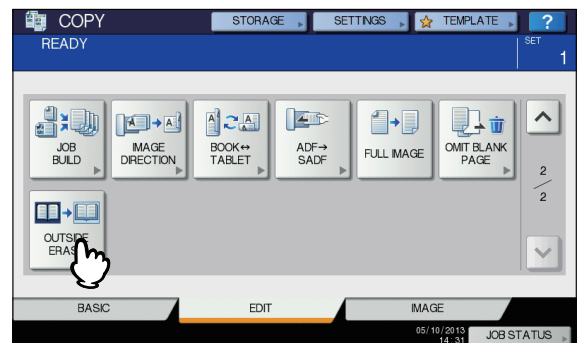 COPY
STORAGE
SETTINGS
TEMPLATE
?
READY
SET
1
JOB
BUILD
IMAGE
DIRECTION
BOOK↔
TABLET
ADF→
SADF
FULL IMAGE
OMIT BLANK
PAGE
2
2
OUTSIDE
BASIC
EDIT
IMAGE
05/10/2013
14:31
JOB STATUS